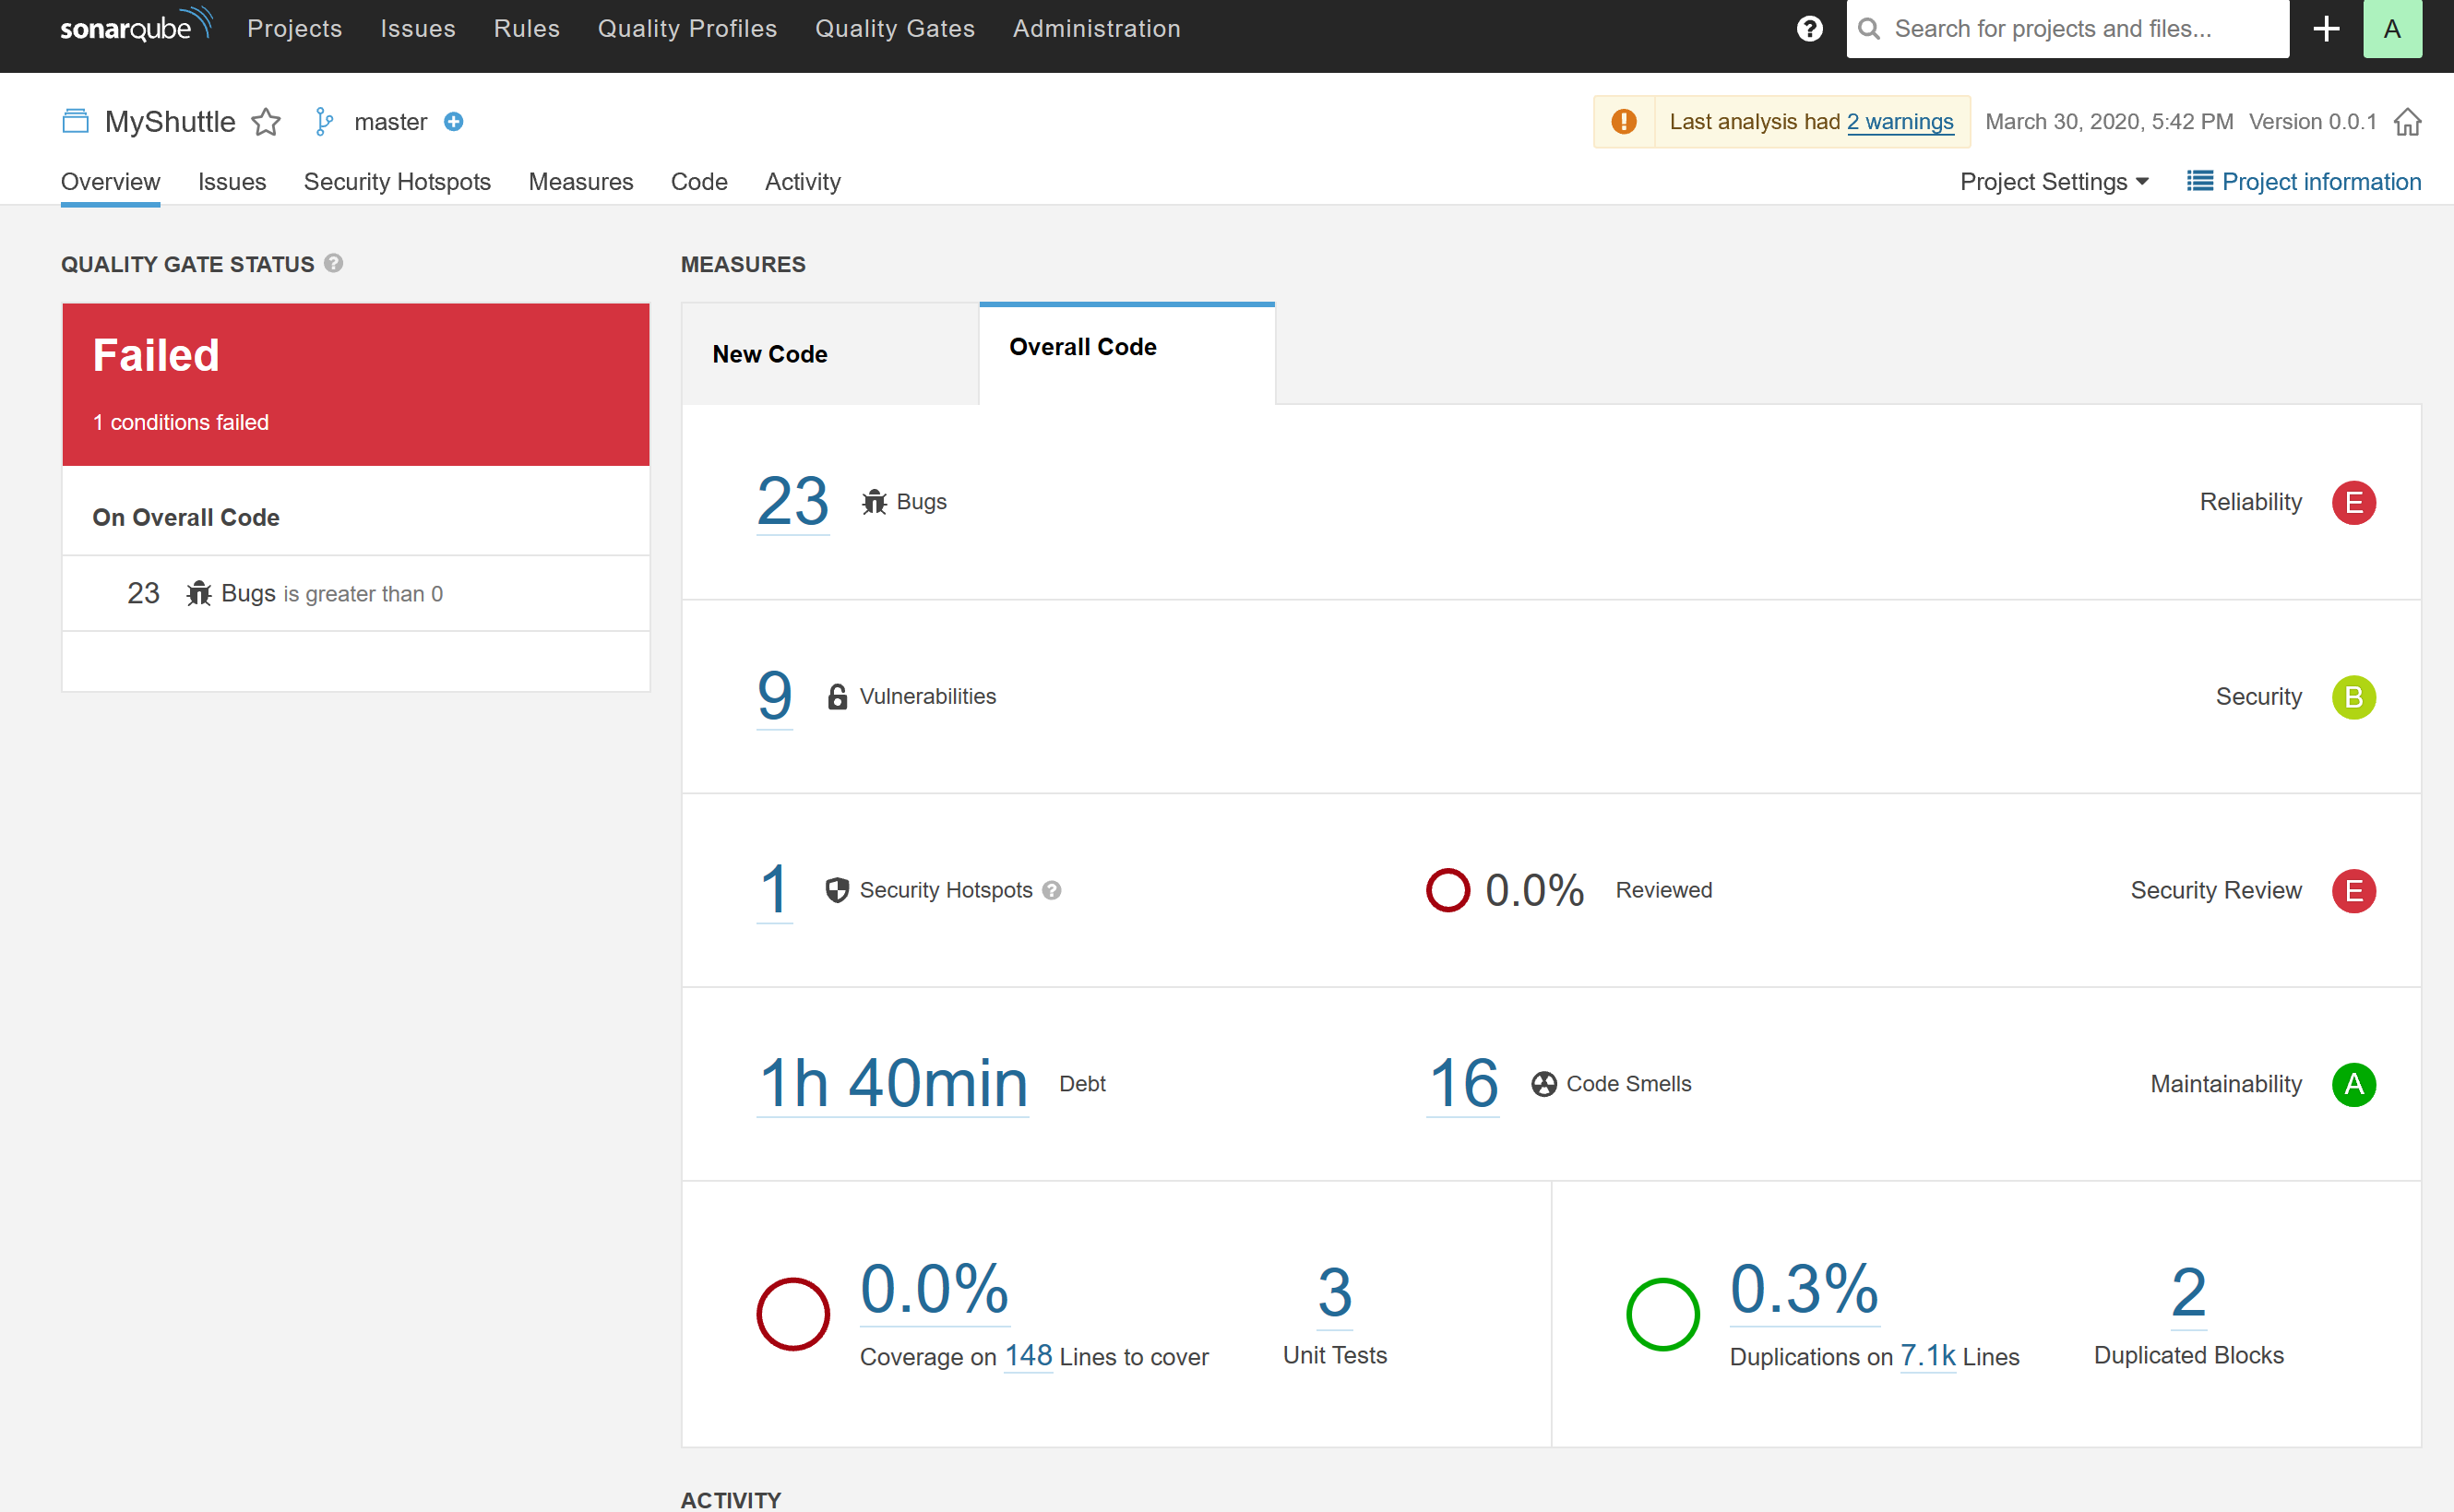 sonarqube Projects Issues Rules Quality Profiles Quality Gates Administration ? Search for projects and files... + A
MyShuttle master Last analysis had 2 warnings March 30, 2020, 5:42 PM Version 0.0.1
Overview Issues Security Hotspots Measures Code Activity Project Settings Project information
QUALITY GATE STATUS ?
Failed
1 conditions failed
On Overall Code
23 Bugs is greater than 0
MEASURES
New Code Overall Code
23 Bugs Reliability E
9 Vulnerabilities Security B
1 Security Hotspots ? 0.0% Reviewed Security Review E
1h 40min Debt 16 Code Smells Maintainability A
0.0% 3
Coverage on 148 Lines to cover Unit Tests
0.3% 2
Duplications on 7.1k Lines Duplicated Blocks
ACTIVITY